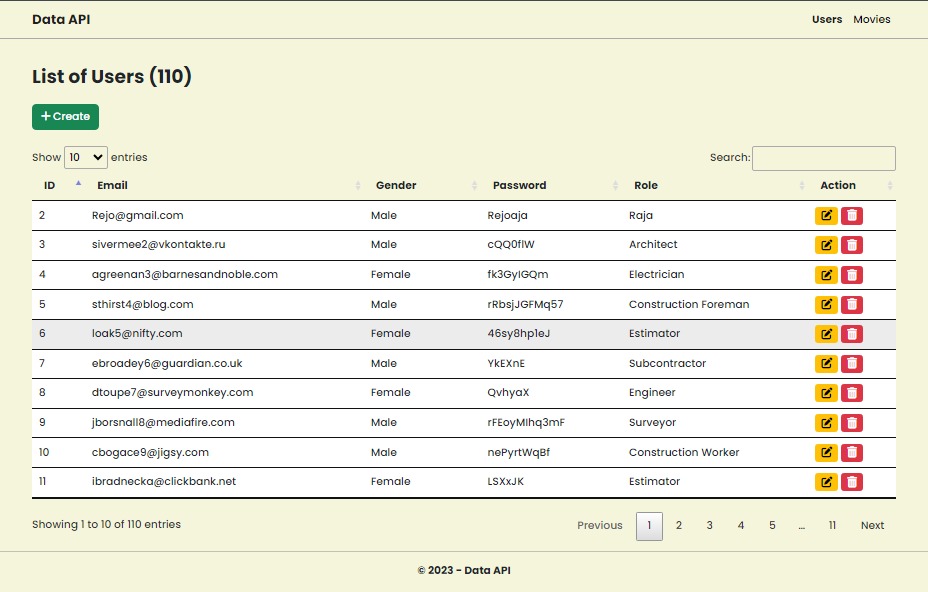 Data API Users Movies
List of Users (110)
Create
Show 10 entries Search:
ID Email Gender Password Role Action
2 Rejo@gmail.com Male Rejoaja Raja
3 sivermee2@vkontakte.ru Male cQQ0flW Architect
4 agreenan3@barnesandnoble.com Female fk3GyIGQm Electrician
5 sthirst4@blog.com Male rRbsjJGFMq57 Construction Foreman
6 loak5@nifty.com Female 46sy8hp1eJ Estimator
7 ebroadey6@guardian.co.uk Male YkEXnE Subcontractor
8 dtoupe7@surveymonkey.com Female QvhyaX Engineer
9 jborsnall8@mediafire.com Male rFEoyMIhq3mF Surveyor
10 cbogace9@jigsy.com Male nePyrtWqBf Construction Worker
11 ibradnecka@clickbank.net Female LSXxJK Estimator
Showing 1 to 10 of 110 entries Previous 1 2 3 4 5 … 11 Next
© 2023 - Data API